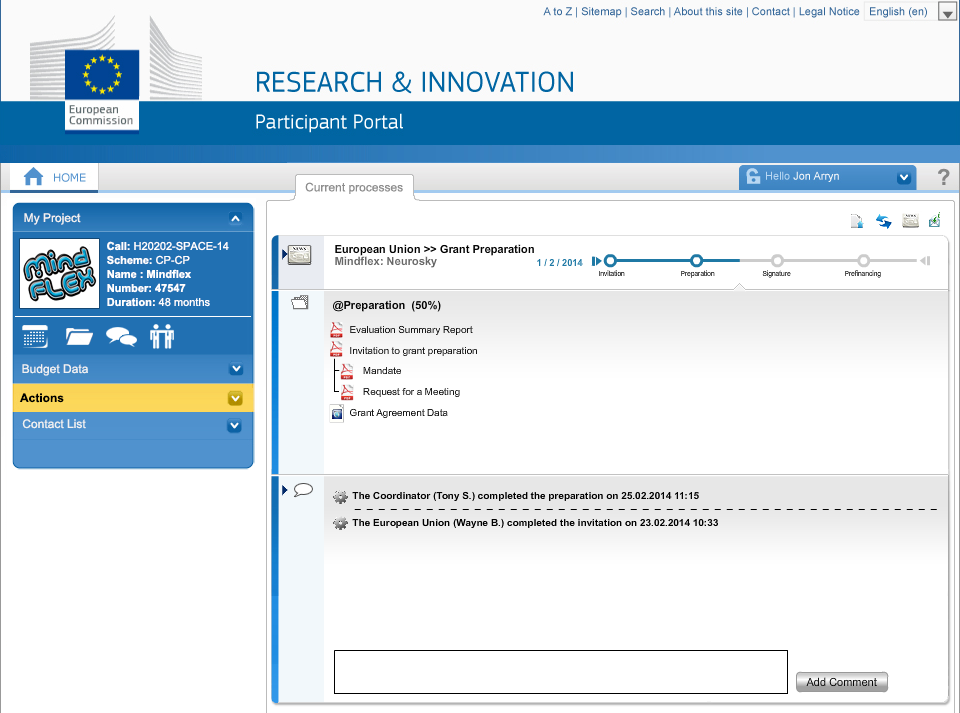 A to Z | Sitemap | Search | About this site | Contact | Legal Notice English (en)
European
Commission
RESEARCH & INNOVATION
Participant Portal
HOME
Current processes
Hello Jon Arryn
?
My Project
mind
FLEX
Call: H20202-SPACE-14
Scheme: CP-CP
Name : Mindflex
Number: 47547
Duration: 48 months
Budget Data
Actions
Contact List
NEWS
European Union >> Grant Preparation
Mindflex: Neurosky
1 / 2 / 2014
Invitation
Preparation
Signature
Prefinancing
@Preparation (50%)
Evaluation Summary Report
Invitation to grant preparation
Mandate
Request for a Meeting
Grant Agreement Data
The Coordinator (Tony S.) completed the preparation on 25.02.2014 11:15
The European Union (Wayne B.) completed the invitation on 23.02.2014 10:33
Add Comment